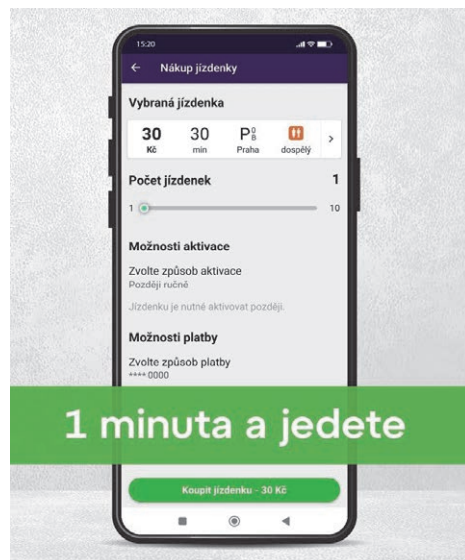 15:20
← Nákup jízdenky
Vybraná jízdenka
30 30 P 0 B
Kč min Praha dospělý >
Počet jízdenek 1
1 10
Možnosti aktivace
Zvolte způsob aktivace
Později ručně
Jízdenku je nutné aktivovat později.
Možnosti platby
Zvolte způsob platby
**** 0000
1 minuta a jedete
Koupit jízdenku - 30 Kč